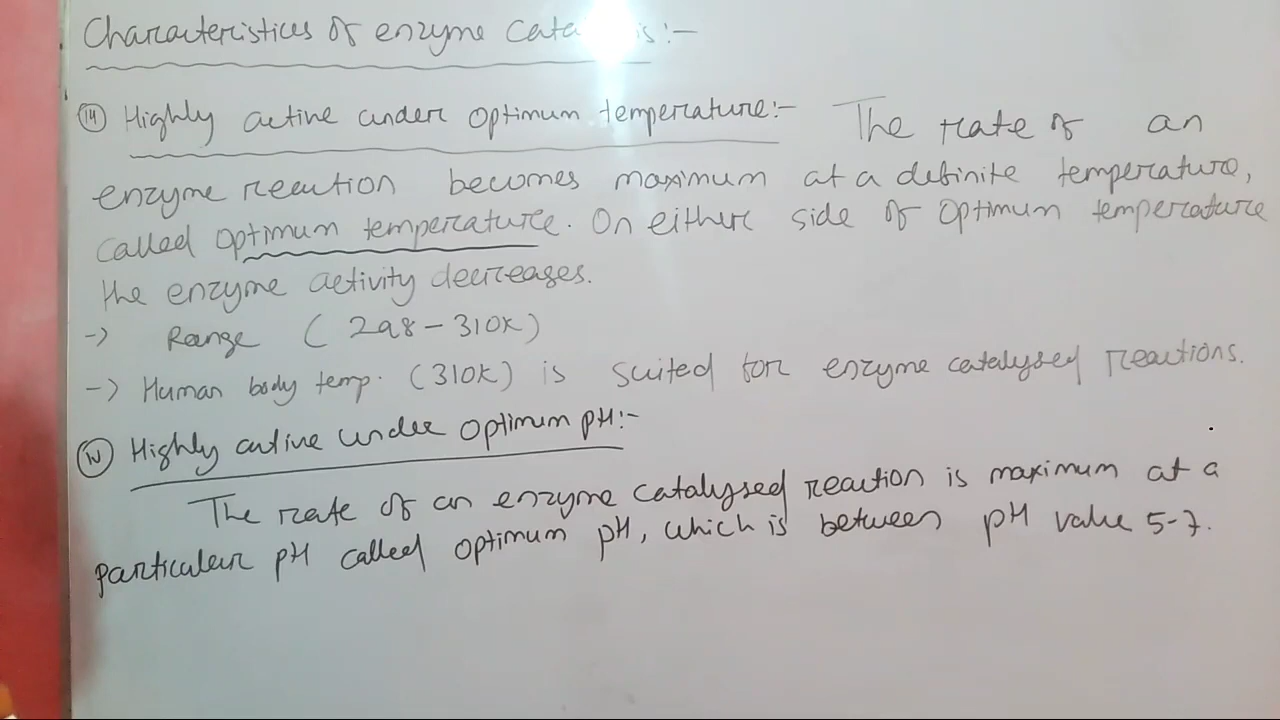 Characteristics of enzyme cata is:-
(iii) Highly active under optimum temperature:- The rate of an
enzyme reaction becomes maximum at a definite temperature,
called optimum temperature. On either side of optimum temperature
the enzyme activity decreases.
-> Range (298-310K)
-> Human body temp. (310K) is suited for enzyme catalysed reactions.
(iv) Highly active under optimum pH:-
The rate of an enzyme catalysed reaction is maximum at a
particular pH called optimum pH, which is between pH value 5-7.